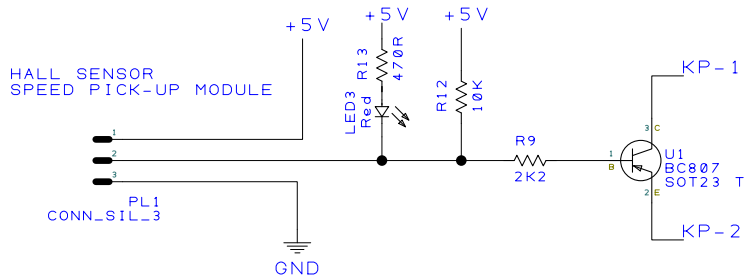 +5V
+5V
+5V
HALL SENSOR
SPEED PICK-UP MODULE
R13
470R
LED3
Red
R12
10K
KP-1
1
2
3
PL1
CONN_SIL_3
GND
R9
2K2
1
B
3
C
2
E
U1
BC807
SOT23 T
KP-2